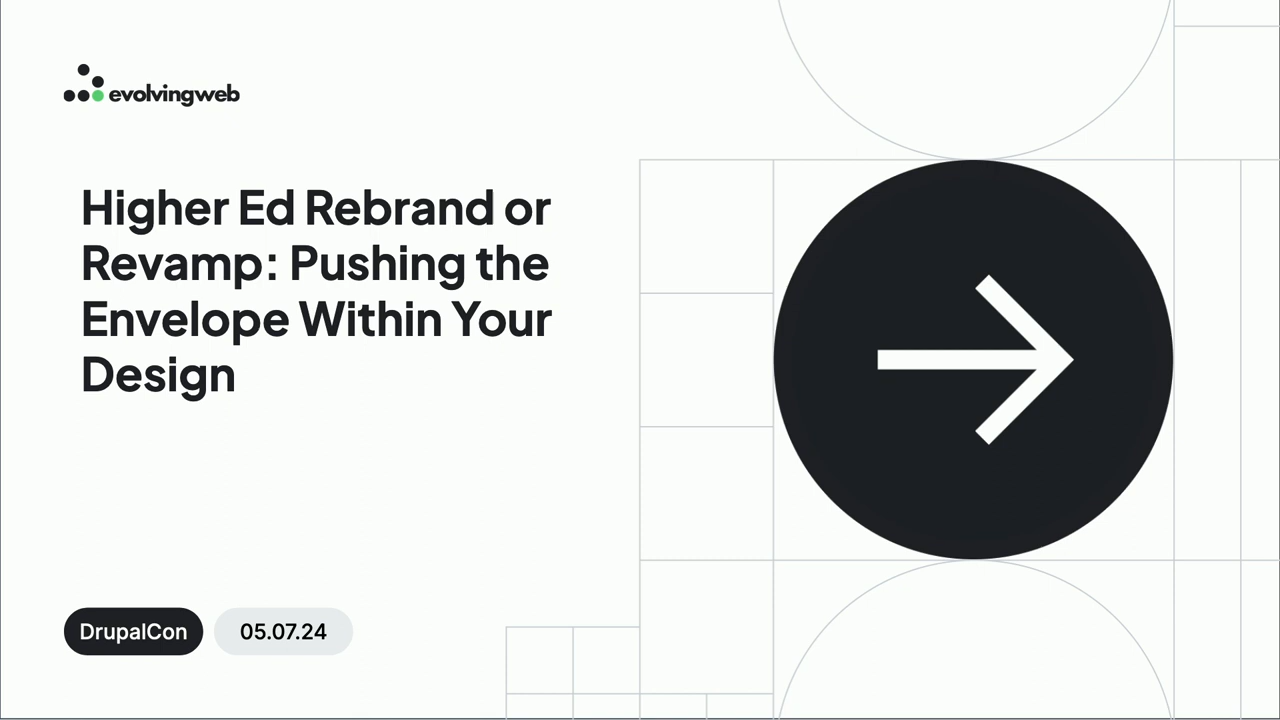 evolvingweb
Higher Ed Rebrand or
Revamp: Pushing the
Envelope Within Your
Design
DrupalCon
05.07.24